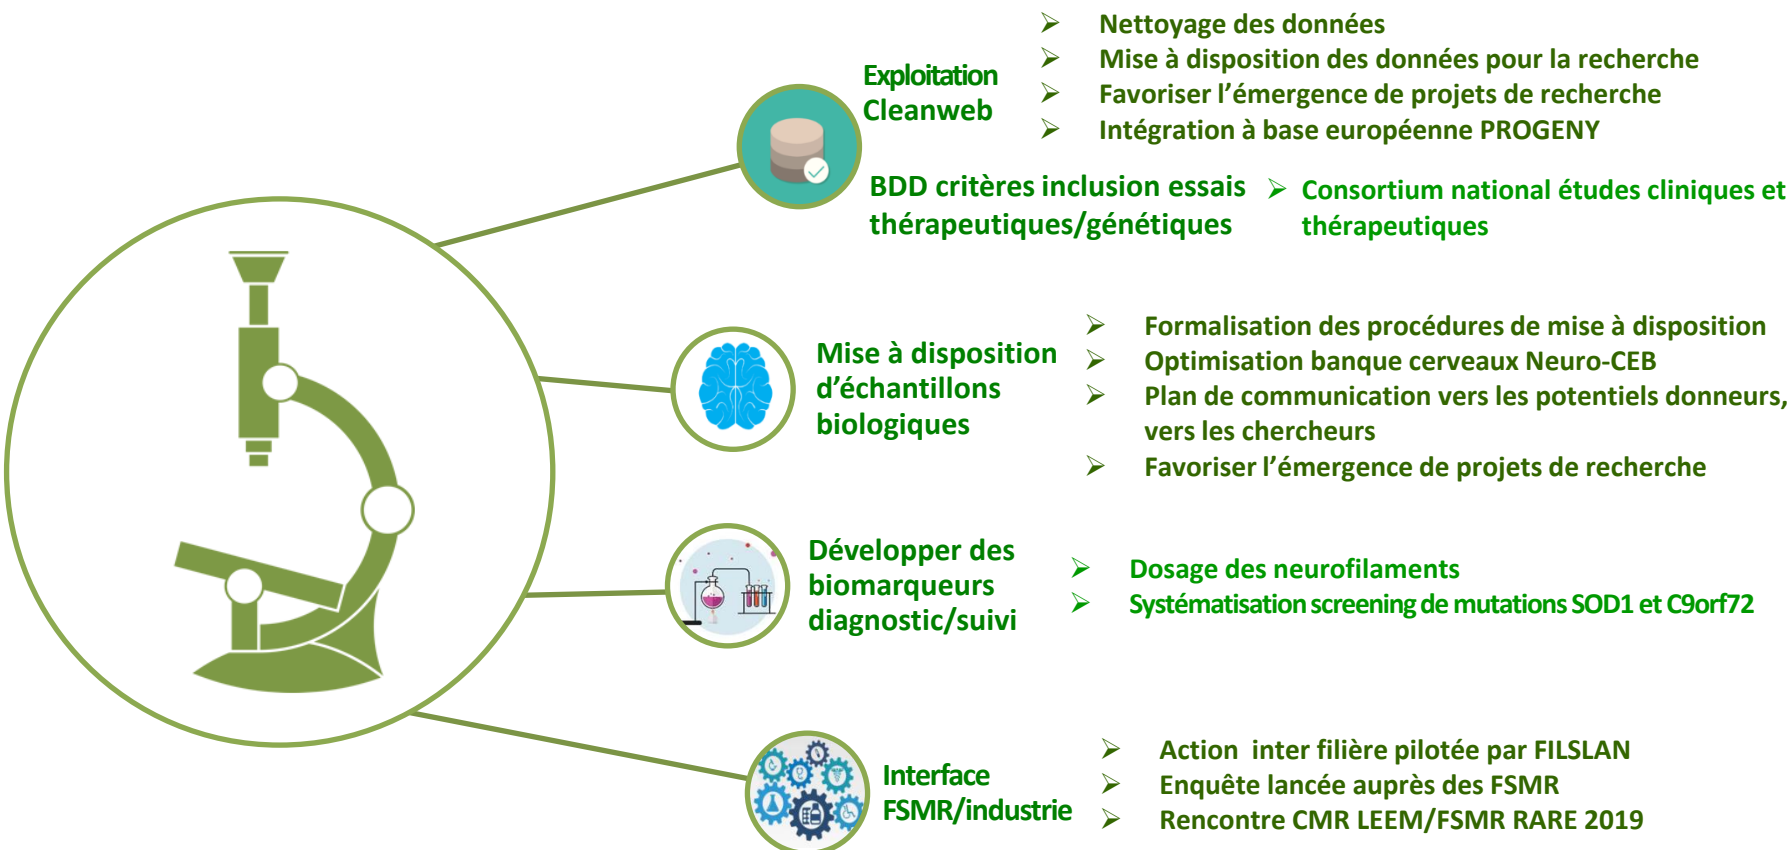 Exploitation
Cleanweb
➢ Nettoyage des données
➢ Mise à disposition des données pour la recherche
➢ Favoriser l’émergence de projets de recherche
➢ Intégration à base européenne PROGENY
BDD critères inclusion essais
thérapeutiques/génétiques
➢ Consortium national études cliniques et
thérapeutiques
Mise à disposition
d’échantillons
biologiques
➢ Formalisation des procédures de mise à disposition
➢ Optimisation banque cerveaux Neuro-CEB
➢ Plan de communication vers les potentiels donneurs,
vers les chercheurs
➢ Favoriser l’émergence de projets de recherche
Développer des
biomarqueurs
diagnostic/suivi
➢ Dosage des neurofilaments
➢ Systématisation screening de mutations SOD1 et C9orf72
Interface
FSMR/industrie
➢ Action inter filière pilotée par FILSLAN
➢ Enquête lancée auprès des FSMR
➢ Rencontre CMR LEEM/FSMR RARE 2019